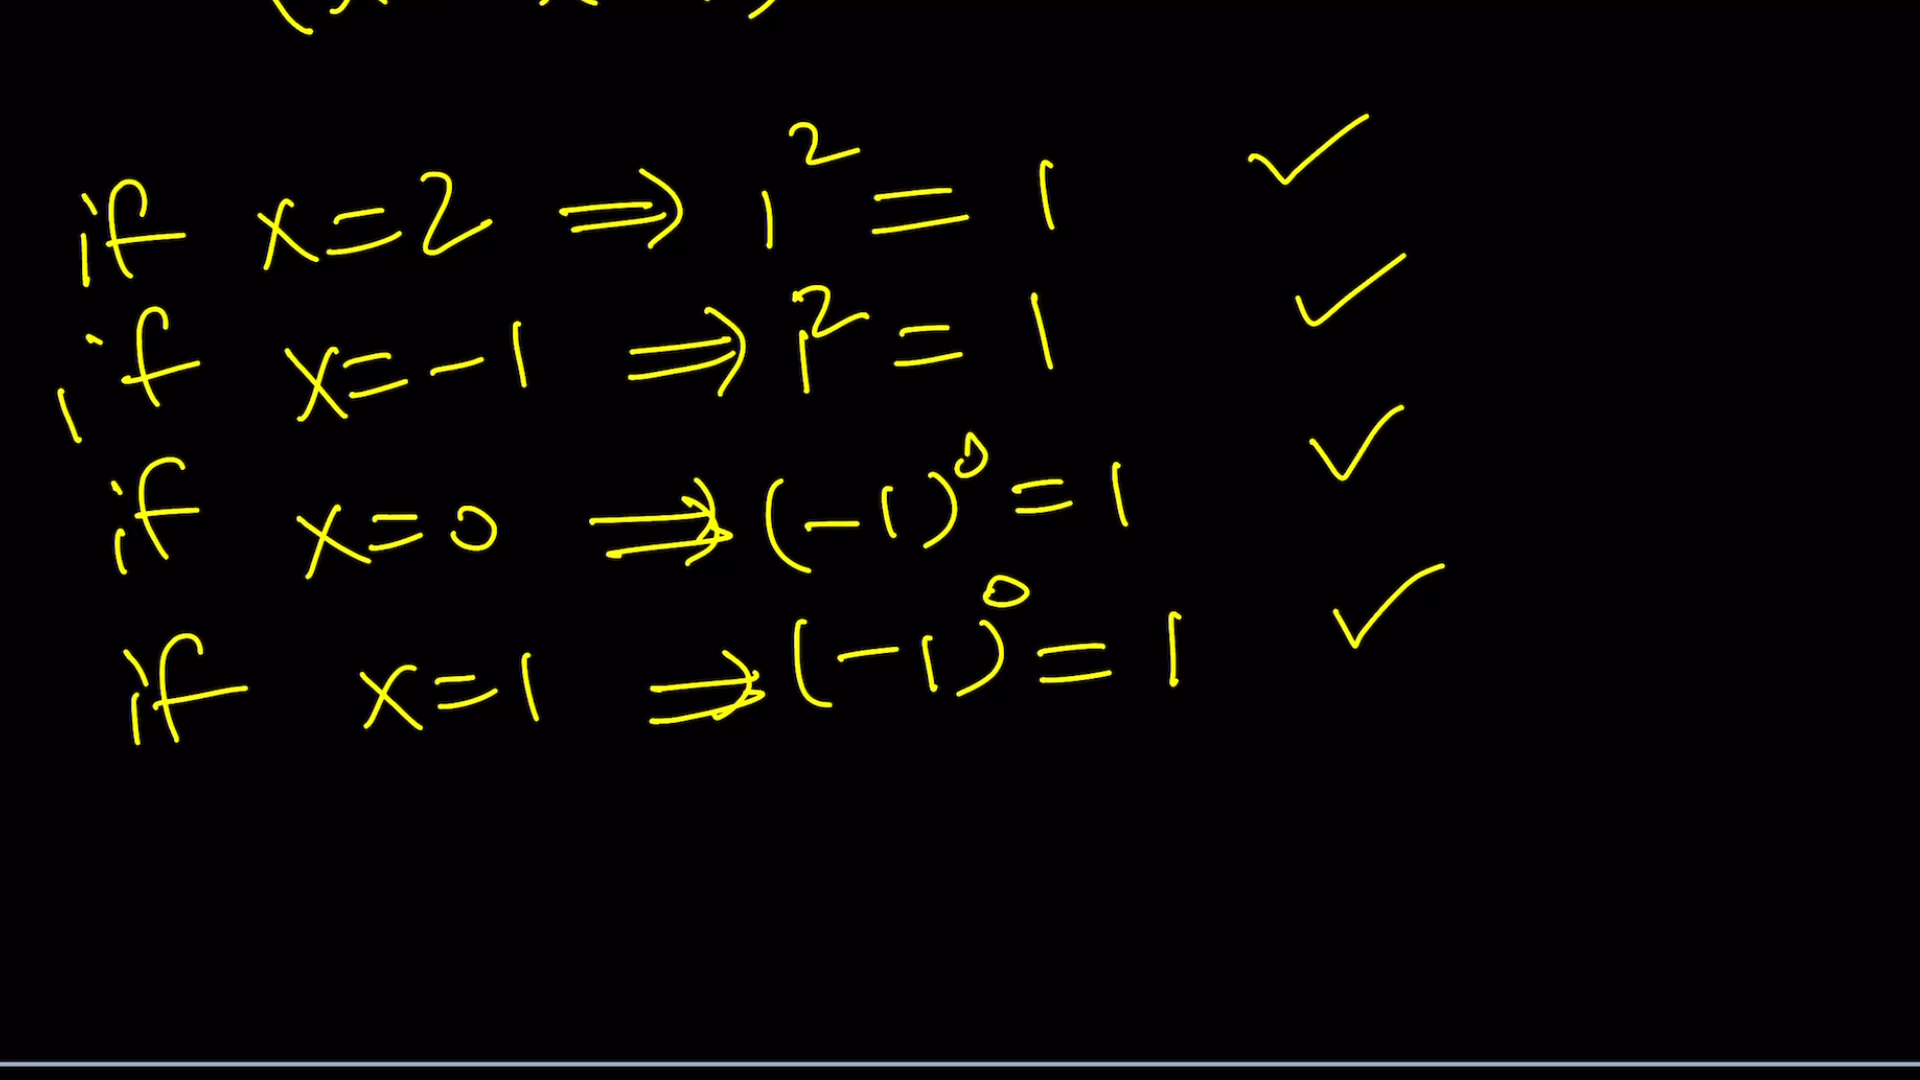 if x=2 ⇒ 1² = 1 ✓
if x=-1 ⇒ 1² = 1 ✓
if x=0 ⇒ (-1)⁰ = 1 ✓
if x=1 ⇒ (-1)⁰ = 1 ✓